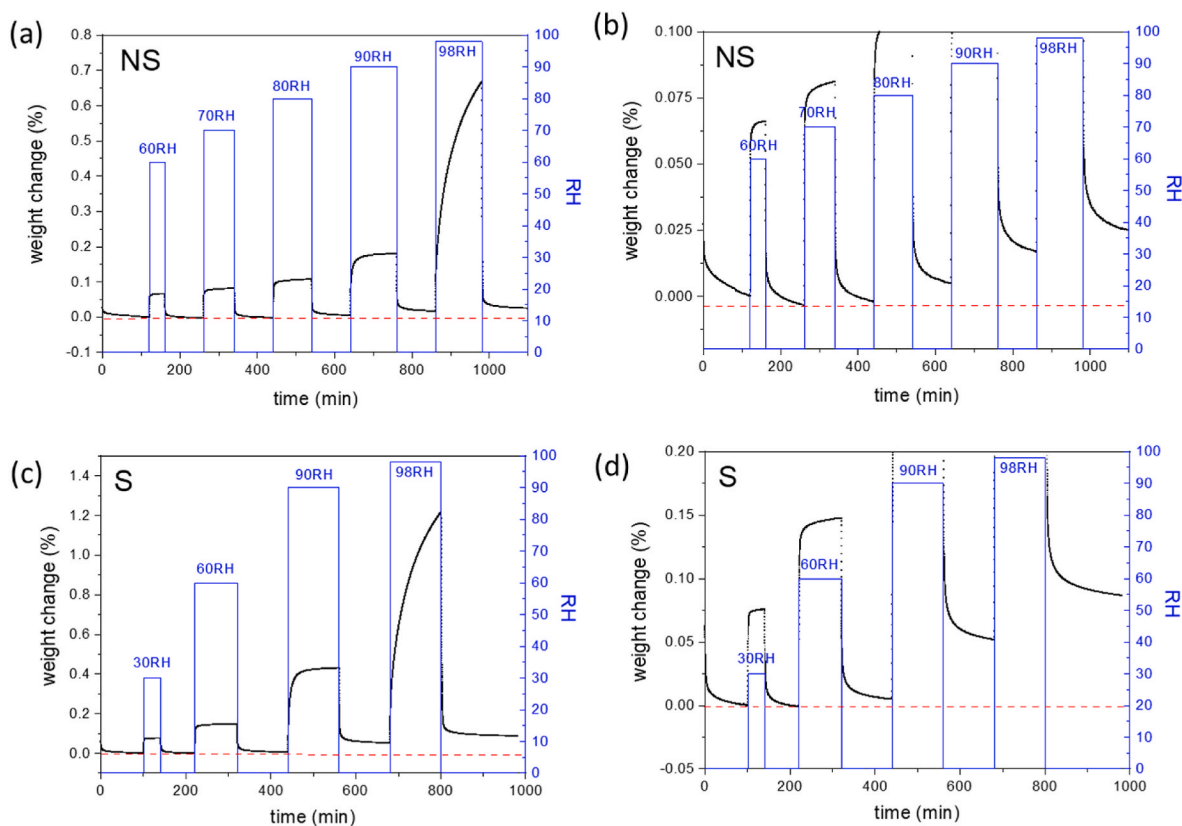 (a)
NS
60RH
70RH
80RH
90RH
98RH
0.8
0.7
0.6
0.5
0.4
0.3
0.2
0.1
0.0
-0.1
weight change (%)
100
90
80
70
60
50
40
30
20
10
0
RH
0
200
400
600
800
1000
time (min)
(b)
NS
60RH
70RH
80RH
90RH
98RH
0.100
0.075
0.050
0.025
0.000
weight change (%)
100
90
80
70
60
50
40
30
20
10
0
RH
0
200
400
600
800
1000
time (min)
(c)
S
30RH
60RH
90RH
98RH
1.4
1.2
1.0
0.8
0.6
0.4
0.2
0.0
weight change (%)
100
90
80
70
60
50
40
30
20
10
0
RH
0
200
400
600
800
1000
time (min)
(d)
S
30RH
60RH
90RH
98RH
0.20
0.15
0.10
0.05
0.00
-0.05
weight change (%)
100
90
80
70
60
50
40
30
20
10
0
RH
0
200
400
600
800
1000
time (min)